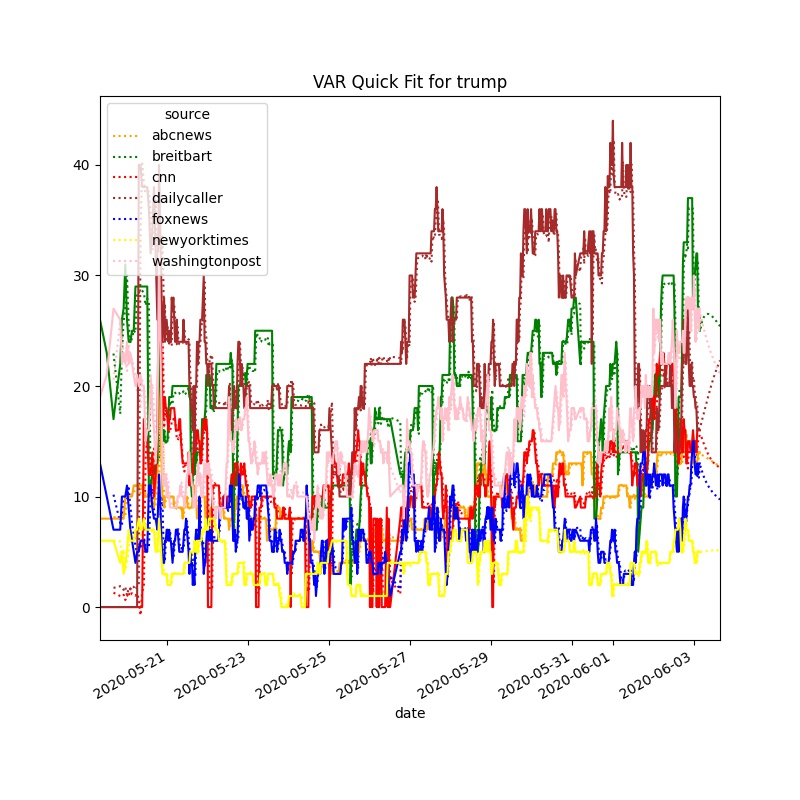 VAR Quick Fit for trump
source
abcnews
breitbart
cnn
dailycaller
foxnews
newyorktimes
washingtonpost
40
30
20
10
0
2020-05-21
2020-05-23
2020-05-25
2020-05-27
2020-05-29
2020-05-31
2020-06-01
2020-06-03
date